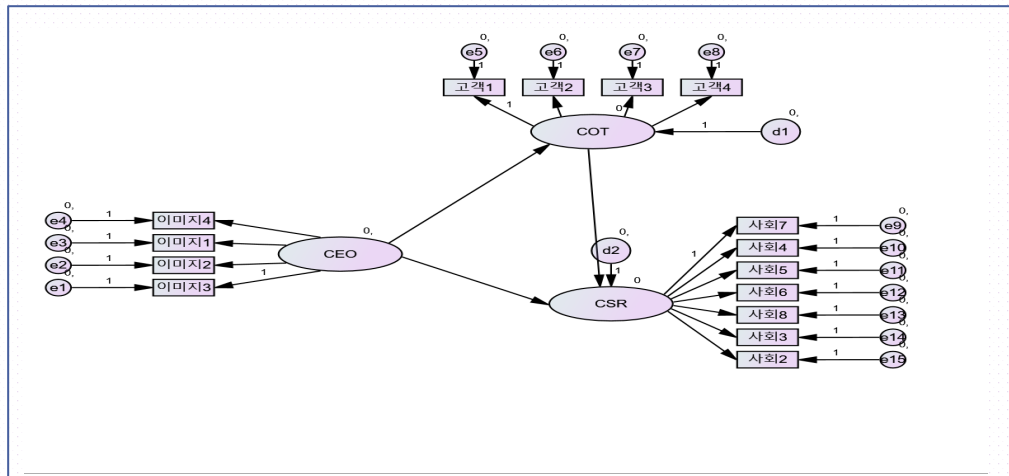 0, 0, 0, 0,
e5 e6 e7 e8
1 1 1 1
고객1 고객2 고객3 고객4
1 0
0,
COT 1 d1
0,
e4 1 이미지4
0,
e3 1 이미지1
0,
e2 1 이미지2
0,
e1 1 이미지3
1
0,
CEO
0,
d2
1
0
CSR
1
0,
사회7 1 e9
0,
사회4 1 e10
0,
사회5 1 e11
0,
사회6 1 e12
0,
사회8 1 e13
0,
사회3 1 e14
0,
사회2 1 e15